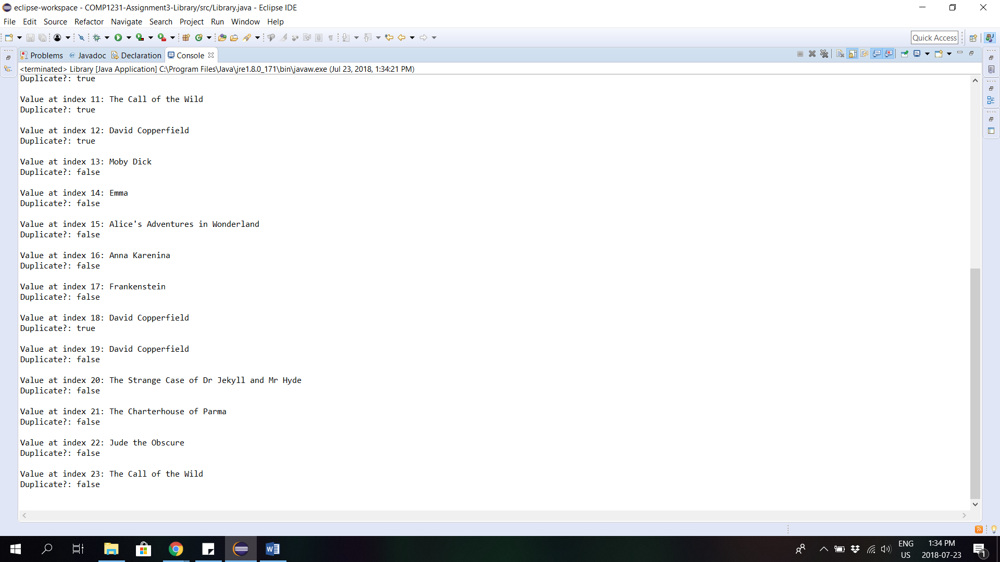 eclipse-workspace - COMP1231-Assignment3-Library/src/Library.java - Eclipse IDE
File Edit Source Refactor Navigate Search Project Run Window Help
Quick Access
Problems @ Javadoc Declaration Console
<terminated> Library [Java Application] C:\Program Files\Java\jre1.8.0_171\bin\javaw.exe (Jul 23, 2018, 1:34:21 PM)
Duplicate?: true
Value at index 11: The Call of the Wild
Duplicate?: true
Value at index 12: David Copperfield
Duplicate?: true
Value at index 13: Moby Dick
Duplicate?: false
Value at index 14: Emma
Duplicate?: false
Value at index 15: Alice's Adventures in Wonderland
Duplicate?: false
Value at index 16: Anna Karenina
Duplicate?: false
Value at index 17: Frankenstein
Duplicate?: false
Value at index 18: David Copperfield
Duplicate?: true
Value at index 19: David Copperfield
Duplicate?: false
Value at index 20: The Strange Case of Dr Jekyll and Mr Hyde
Duplicate?: false
Value at index 21: The Charterhouse of Parma
Duplicate?: false
Value at index 22: Jude the Obscure
Duplicate?: false
Value at index 23: The Call of the Wild
Duplicate?: false
ENG 1:34 PM
US 2018-07-23 1